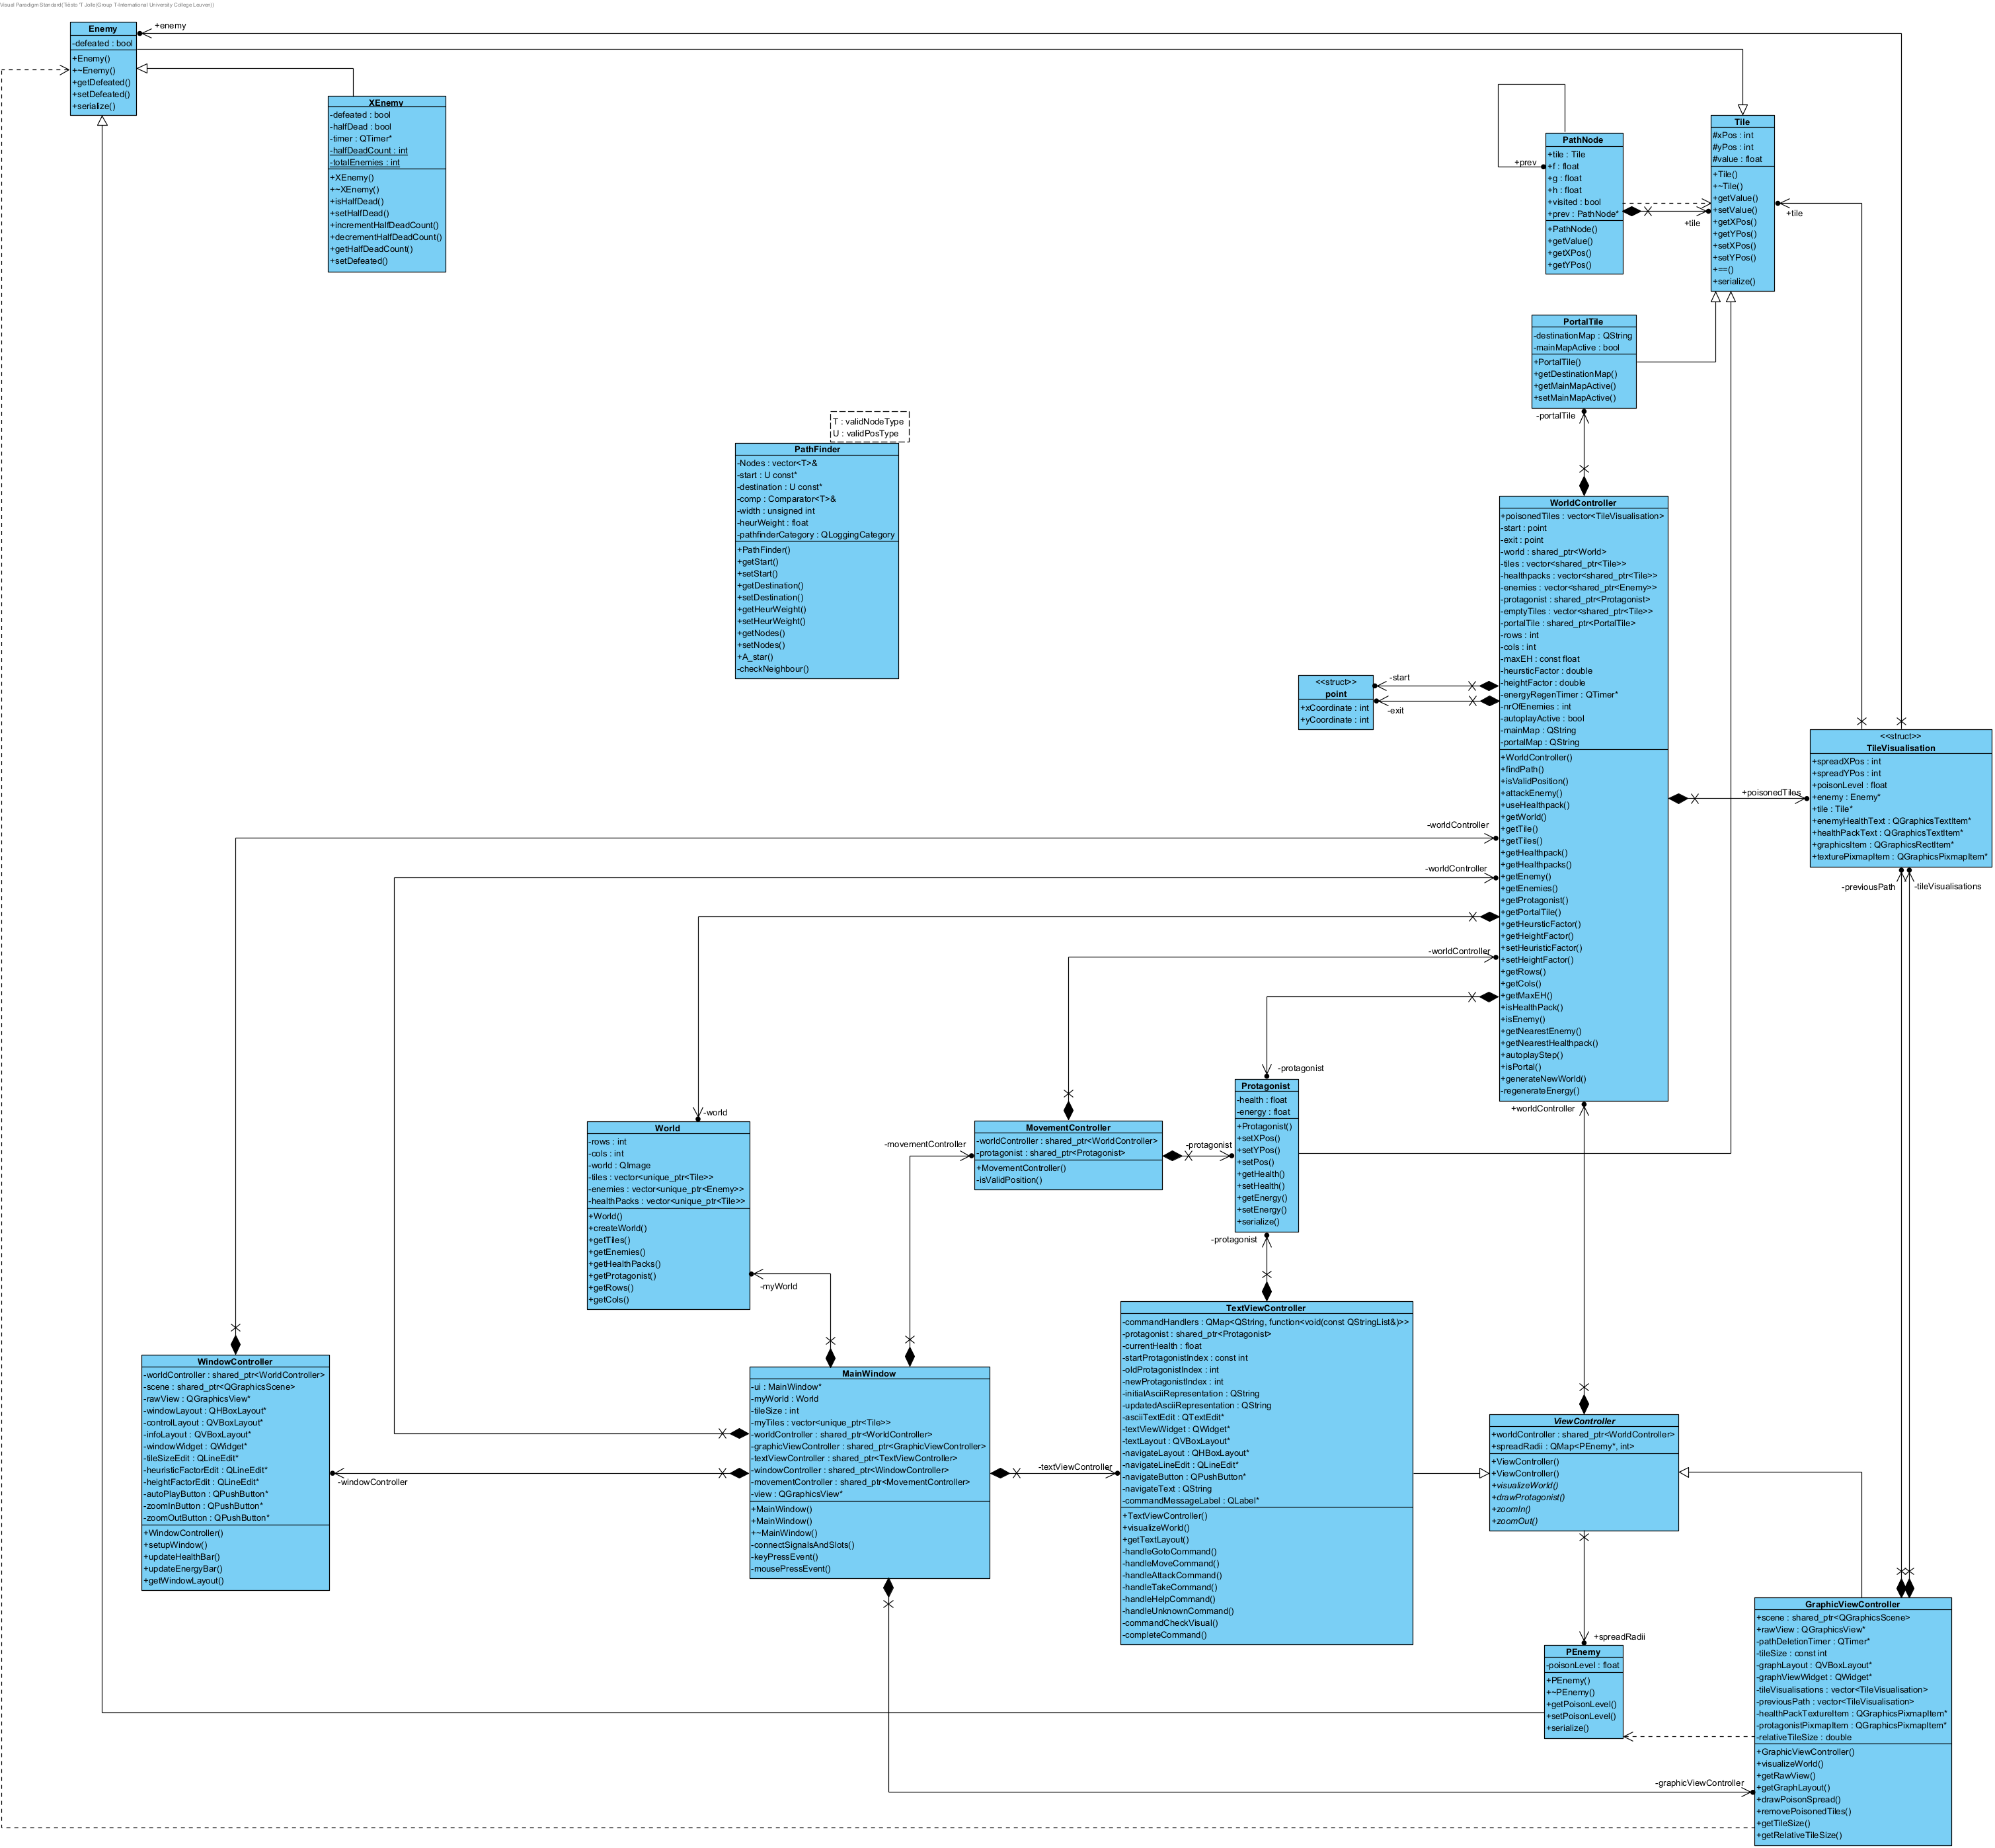 Visual Paradigm Standard(Tiësto 'T Jolle(Group T-International University College Leuven))
+enemy
Enemy
-defeated : bool
+Enemy()
+~Enemy()
+getDefeated()
+setDefeated()
+serialize()
XEnemy
-defeated : bool
-halfDead : bool
-timer : QTimer*
-halfDeadCount : int
-totalEnemies : int
+XEnemy()
+~XEnemy()
+isHalfDead()
+setHalfDead()
+incrementHalfDeadCount()
+decrementHalfDeadCount()
+getHalfDeadCount()
+setDefeated()
PathNode
+tile : Tile
+f : float
+g : float
+h : float
+visited : bool
+prev : PathNode*
+PathNode()
+getValue()
+getXPos()
+getYPos()
+prev
+tile
Tile
#xPos : int
#yPos : int
#value : float
+Tile()
+~Tile()
+getValue()
+setValue()
+getXPos()
+getYPos()
+setXPos()
+setYPos()
+==()
+serialize()
+tile
PortalTile
-destinationMap : QString
-mainMapActive : bool
+PortalTile()
+getDestinationMap()
+getMainMapActive()
+setMainMapActive()
-portalTile
T : validNodeType
U : validPosType
PathFinder
-Nodes : vector<T>&
-start : U const*
-destination : U const*
-comp : Comparator<T>&
-width : unsigned int
-heurWeight : float
-pathfinderCategory : QLoggingCategory
+PathFinder()
+getStart()
+setStart()
+getDestination()
+setDestination()
+getHeurWeight()
+setHeurWeight()
+getNodes()
+setNodes()
+A_star()
-checkNeighbour()
WorldController
+poisonedTiles : vector<TileVisualisation>
-start : point
-exit : point
-world : shared_ptr<World>
-tiles : vector<shared_ptr<Tile>>
-healthpacks : vector<shared_ptr<Tile>>
-enemies : vector<shared_ptr<Enemy>>
-protagonist : shared_ptr<Protagonist>
-emptyTiles : vector<shared_ptr<Tile>>
-portalTile : shared_ptr<PortalTile>
-rows : int
-cols : int
-maxEH : const float
-heursticFactor : double
-heightFactor : double
-energyRegenTimer : QTimer*
-nrOfEnemies : int
-autoplayActive : bool
-mainMap : QString
-portalMap : QString
+WorldController()
+findPath()
+isValidPosition()
+attackEnemy()
+useHealthpack()
+getWorld()
+getTile()
+getTiles()
+getHealthpack()
+getHealthpacks()
+getEnemy()
+getEnemies()
+getProtagonist()
+getPortalTile()
+getHeursticFactor()
+getHeightFactor()
+setHeuristicFactor()
+setHeightFactor()
+getRows()
+getCols()
+getMaxEH()
+isHealthPack()
+isEnemy()
+getNearestEnemy()
+getNearestHealthpack()
+autoplayStep()
+isPortal()
+generateNewWorld()
-regenerateEnergy()
<<struct>>
point
+xCoordinate : int
+yCoordinate : int
-start
-exit
+poisonedTiles
<<struct>>
TileVisualisation
+spreadXPos : int
+spreadYPos : int
+poisonLevel : float
+enemy : Enemy*
+tile : Tile*
+enemyHealthText : QGraphicsTextItem*
+healthPackText : QGraphicsTextItem*
+graphicsItem : QGraphicsRectItem*
+texturePixmapItem : QGraphicsPixmapItem*
-previousPath
-tileVisualisations
-worldController
-worldController
-worldController
-protagonist
+worldController
-world
World
-rows : int
-cols : int
-world : QImage
-tiles : vector<unique_ptr<Tile>>
-enemies : vector<unique_ptr<Enemy>>
-healthPacks : vector<unique_ptr<Tile>>
+World()
+createWorld()
+getTiles()
+getEnemies()
+getHealthPacks()
+getProtagonist()
+getRows()
+getCols()
-myWorld
-movementController
MovementController
-worldController : shared_ptr<WorldController>
-protagonist : shared_ptr<Protagonist>
+MovementController()
-isValidPosition()
-protagonist
Protagonist
-health : float
-energy : float
+Protagonist()
+setXPos()
+setYPos()
+setPos()
+getHealth()
+setHealth()
+getEnergy()
+setEnergy()
+serialize()
-protagonist
WindowController
-worldController : shared_ptr<WorldController>
-scene : shared_ptr<QGraphicsScene>
-rawView : QGraphicsView*
-windowLayout : QHBoxLayout*
-controlLayout : QVBoxLayout*
-infoLayout : QVBoxLayout*
-windowWidget : QWidget*
-tileSizeEdit : QLineEdit*
-heuristicFactorEdit : QLineEdit*
-heightFactorEdit : QLineEdit*
-autoPlayButton : QPushButton*
-zoomInButton : QPushButton*
-zoomOutButton : QPushButton*
+WindowController()
+setupWindow()
+updateHealthBar()
+updateEnergyBar()
+getWindowLayout()
-windowController
MainWindow
-ui : MainWindow*
-myWorld : World
-tileSize : int
-myTiles : vector<unique_ptr<Tile>>
-worldController : shared_ptr<WorldController>
-graphicViewController : shared_ptr<GraphicViewController>
-textViewController : shared_ptr<TextViewController>
-windowController : shared_ptr<WindowController>
-movementController : shared_ptr<MovementController>
-view : QGraphicsView*
+MainWindow()
+MainWindow()
+~MainWindow()
-connectSignalsAndSlots()
-keyPressEvent()
-mousePressEvent()
-textViewController
TextViewController
-commandHandlers : QMap<QString, function<void(const QStringList&)>>
-protagonist : shared_ptr<Protagonist>
-currentHealth : float
-startProtagonistIndex : const int
-oldProtagonistIndex : int
-newProtagonistIndex : int
-initialAsciiRepresentation : QString
-updatedAsciiRepresentation : QString
-asciiTextEdit : QTextEdit*
-textViewWidget : QWidget*
-textLayout : QVBoxLayout*
-navigateLayout : QHBoxLayout*
-navigateLineEdit : QLineEdit*
-navigateButton : QPushButton*
-navigateText : QString
-commandMessageLabel : QLabel*
+TextViewController()
+visualizeWorld()
+getTextLayout()
-handleGotoCommand()
-handleMoveCommand()
-handleAttackCommand()
-handleTakeCommand()
-handleHelpCommand()
-handleUnknownCommand()
-commandCheckVisual()
-completeCommand()
ViewController
+worldController : shared_ptr<WorldController>
+spreadRadii : QMap<PEnemy*, int>
+ViewController()
+ViewController()
+visualizeWorld()
+drawProtagonist()
+zoomIn()
+zoomOut()
+spreadRadii
PEnemy
-poisonLevel : float
+PEnemy()
+~PEnemy()
+getPoisonLevel()
+setPoisonLevel()
+serialize()
-graphicViewController
GraphicViewController
+scene : shared_ptr<QGraphicsScene>
+rawView : QGraphicsView*
-pathDeletionTimer : QTimer*
-tileSize : const int
-graphLayout : QVBoxLayout*
-graphViewWidget : QWidget*
-tileVisualisations : vector<TileVisualisation>
-previousPath : vector<TileVisualisation>
-healthPackTextureItem : QGraphicsPixmapItem*
-protagonistPixmapItem : QGraphicsPixmapItem*
-relativeTileSize : double
+GraphicViewController()
+visualizeWorld()
+getRawView()
+getGraphLayout()
+drawPoisonSpread()
+removePoisonedTiles()
+getTileSize()
+getRelativeTileSize()